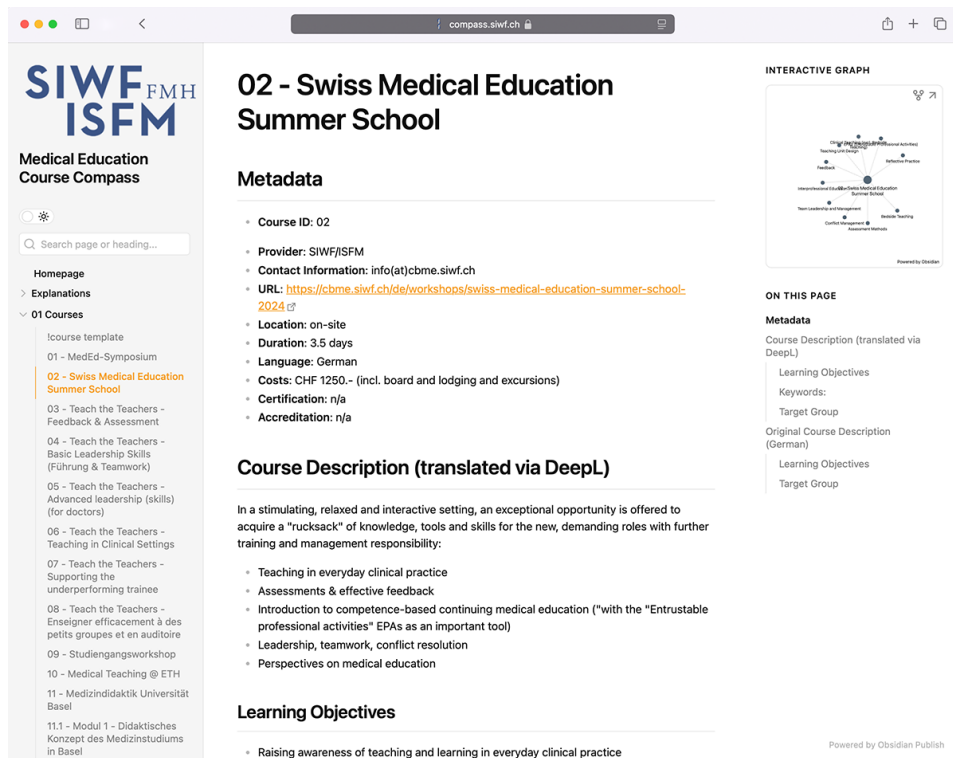 compass.siwf.ch
SIWF FMH
ISFM
Medical Education
Course Compass
Search page or heading...
Homepage
Explanations
01 Courses
!course template
01 - MedEd-Symposium
02 - Swiss Medical Education
Summer School
03 - Teach the Teachers -
Feedback & Assessment
04 - Teach the Teachers -
Basic Leadership Skills
(Führung & Teamwork)
05 - Teach the Teachers -
Advanced leadership (skills)
(for doctors)
06 - Teach the Teachers -
Teaching in Clinical Settings
07 - Teach the Teachers -
Supporting the
underperforming trainee
08 - Teach the Teachers -
Enseigner efficacement à des
petits groupes et en auditoire
09 - Studiengangsworkshop
10 - Medical Teaching @ ETH
11 - Medizindidaktik Universität
Basel
11.1 - Modul 1 - Didaktisches
Konzept des Medizinstudiums
in Basel
02 - Swiss Medical Education
Summer School
Metadata
Course ID: 02
Provider: SIWF/ISFM
Contact Information: info(at)cbme.siwf.ch
URL: https://cbme.siwf.ch/de/workshops/swiss-medical-education-summer-school-
2024
Location: on-site
Duration: 3.5 days
Language: German
Costs: CHF 1250.- (incl. board and lodging and excursions)
Certification: n/a
Accreditation: n/a
Course Description (translated via DeepL)
In a stimulating, relaxed and interactive setting, an exceptional opportunity is offered to
acquire a "rucksack" of knowledge, tools and skills for the new, demanding roles with further
training and management responsibility:
Teaching in everyday clinical practice
Assessments & effective feedback
Introduction to competence-based continuing medical education ("with the "Entrustable
professional activities" EPAs as an important tool)
Leadership, teamwork, conflict resolution
Perspectives on medical education
Learning Objectives
Raising awareness of teaching and learning in everyday clinical practice
INTERACTIVE GRAPH
Teaching Unit Design
Reflective Practice
Feedback
02 - Swiss Medical Education
Summer School
Team Leadership and Management
Bedside Teaching
Conflict Management
Assessment Methods
Powered by Obsidian
ON THIS PAGE
Metadata
Course Description (translated via
DeepL)
Learning Objectives
Keywords:
Target Group
Original Course Description
(German)
Learning Objectives
Target Group
Powered by Obsidian Publish